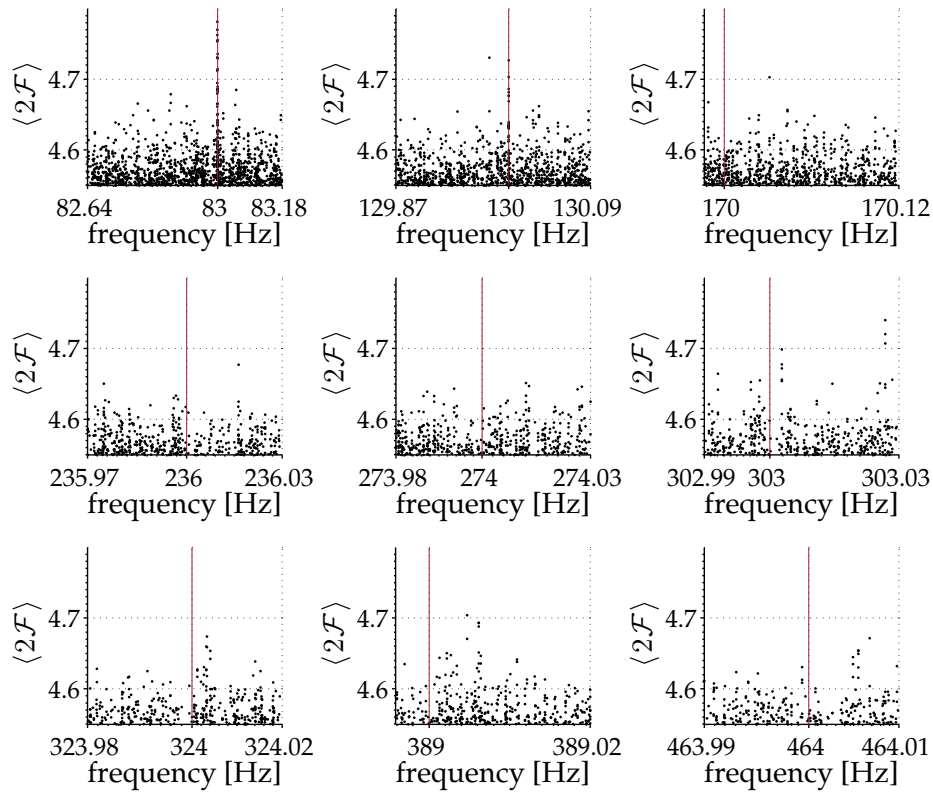 ⟨2ℱ⟩ 4.7 4.6
82.64 83 83.18
frequency [Hz]
⟨2ℱ⟩ 4.7 4.6
129.87 130 130.09
frequency [Hz]
⟨2ℱ⟩ 4.7 4.6
170 170.12
frequency [Hz]
⟨2ℱ⟩ 4.7 4.6
235.97 236 236.03
frequency [Hz]
⟨2ℱ⟩ 4.7 4.6
273.98 274 274.03
frequency [Hz]
⟨2ℱ⟩ 4.7 4.6
302.99 303 303.03
frequency [Hz]
⟨2ℱ⟩ 4.7 4.6
323.98 324 324.02
frequency [Hz]
⟨2ℱ⟩ 4.7 4.6
389 389.02
frequency [Hz]
⟨2ℱ⟩ 4.7 4.6
463.99 464 464.01
frequency [Hz]